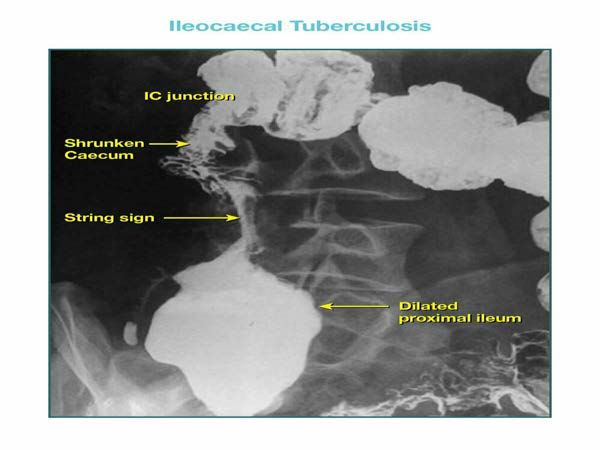 Ileocaecal Tuberculosis
IC junction
Shrunken
Caecum
String sign
Dilated
proximal ileum